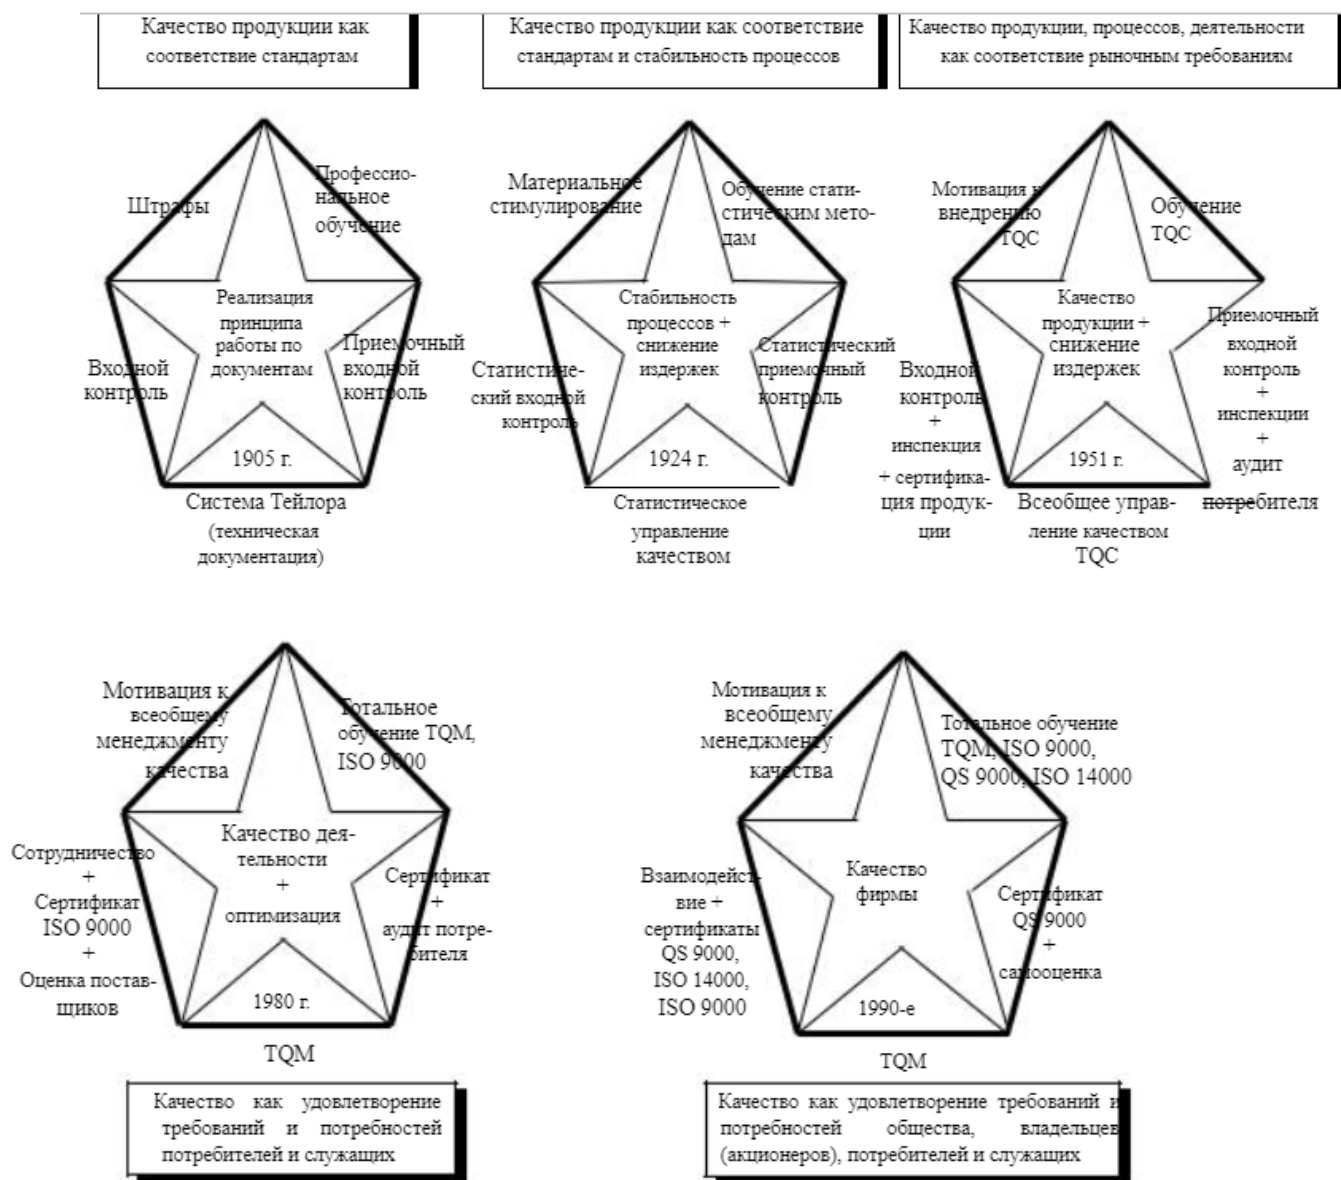 Качество продукции как
соответствие стандартам
Качество продукции как соответствие
стандартам и стабильность процессов
Качество продукции, процессов, деятельности
как соответствие рыночным требованиям
Штрафы
Профессио-
нальное
обучение
Реализация
принципа
работы по
документам
Входной
контроль
Приемочный
входной
контроль
1905 г.
Система Тейлора
(техническая
документация)
Материальное
стимулирование
Обучение стати-
стическим мето-
дам
Стабильность
процессов +
снижение
издержек
Статистиче-
ский входной
контроль
Статистический
приемочный
контроль
1924 г.
Статистическое
управление
качеством
Мотивация к
внедрению
TQC
Обучение
TQC
Качество
продукции +
снижение
издержек
Входной
контроль
+
инспекция
+ сертифика-
ция продук-
ции
Приемочный
входной
контроль
+
инспекции
+
аудит
потребителя
1951 г.
Всеобщее управ-
ление качеством
TQC
Мотивация к
всеобщему
менеджменту
качества
Тотальное
обучение TQM,
ISO 9000
Качество дея-
тельности
+
оптимизация
Сотрудничество
+
Сертификат
ISO 9000
+
Оценка постав-
щиков
Сертификат
+
аудит потре-
бителя
1980 г.
TQM
Качество как удовлетворение
требований и потребностей
потребителей и служащих
Мотивация к
всеобщему
менеджменту
качества
Тотальное обучение
TQM, ISO 9000,
QS 9000, ISO 14000
Качество
фирмы
Взаимодейст-
вие +
сертификаты
QS 9000,
ISO 14000,
ISO 9000
Сертификат
QS 9000
+
самооценка
1990-е
TQM
Качество как удовлетворение требований и
потребностей общества, владельцев
(акционеров), потребителей и служащих